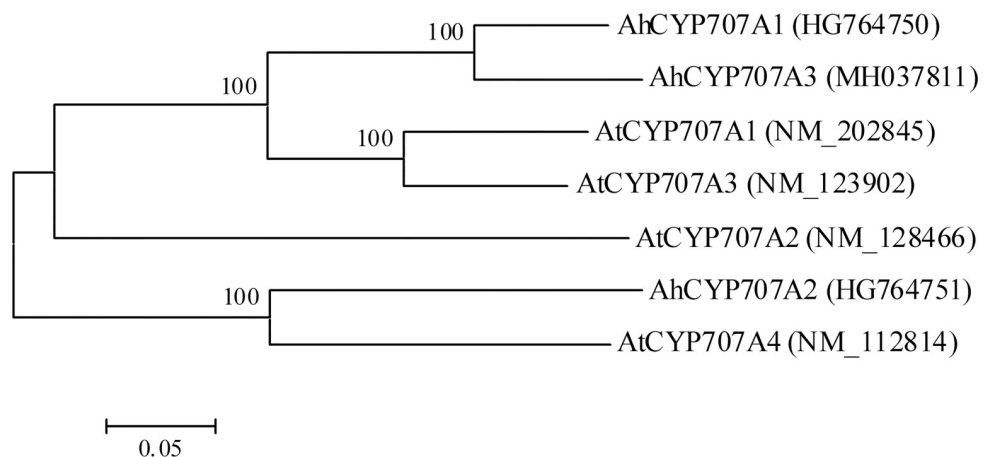 100 AhCYP707A1 (HG764750)
100 AhCYP707A3 (MH037811)
100 AtCYP707A1 (NM_202845)
AtCYP707A3 (NM_123902)
AtCYP707A2 (NM_128466)
100 AhCYP707A2 (HG764751)
AtCYP707A4 (NM_112814)
0.05